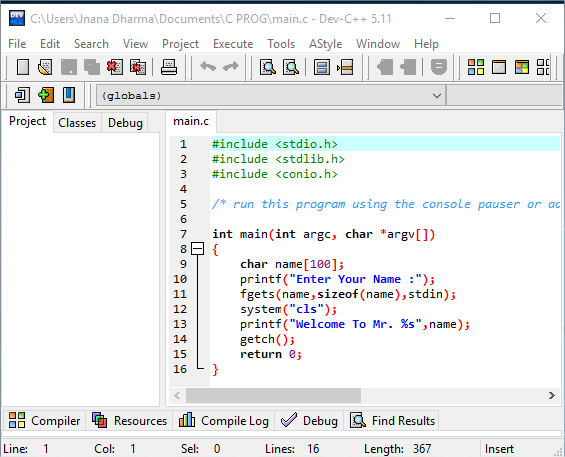 C:\Users\Jnana Dharma\Documents\C PROG\main.c - Dev-C++ 5.11
File Edit Search View Project Execute Tools AStyle Window Help
(globals)
Project Classes Debug main.c
1 #include <stdio.h>
2 #include <stdlib.h>
3 #include <conio.h>
4
5 /* run this program using the console pauser or ad
6
7 int main(int argc, char *argv[])
8 {
9 char name[100];
10 printf("Enter Your Name :");
11 fgets(name,sizeof(name),stdin);
12 system("cls");
13 printf("Welcome To Mr. %s",name);
14 getch();
15 return 0;
16 }
Compiler Resources Compile Log Debug Find Results
Line: 1 Col: 1 Sel: 0 Lines: 16 Length: 367 Insert